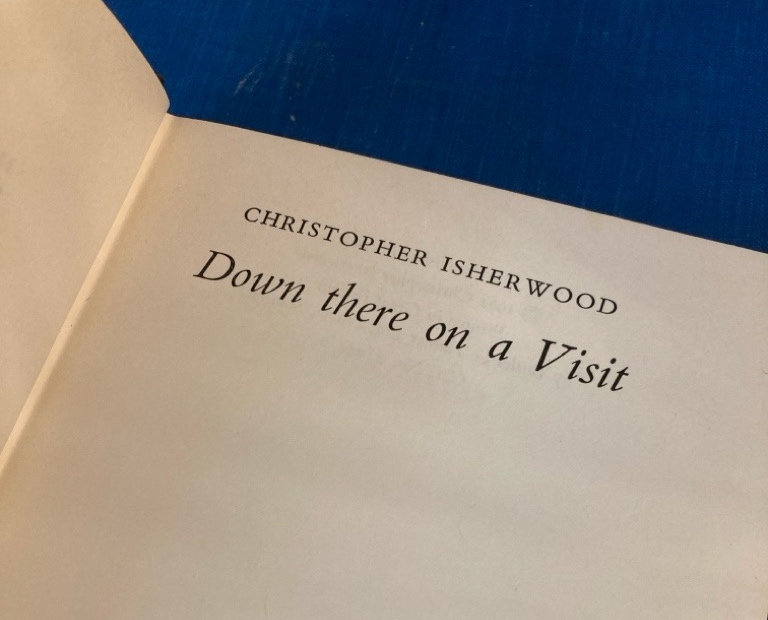 CHRISTOPHER ISHERWOOD
Down there on a Visit